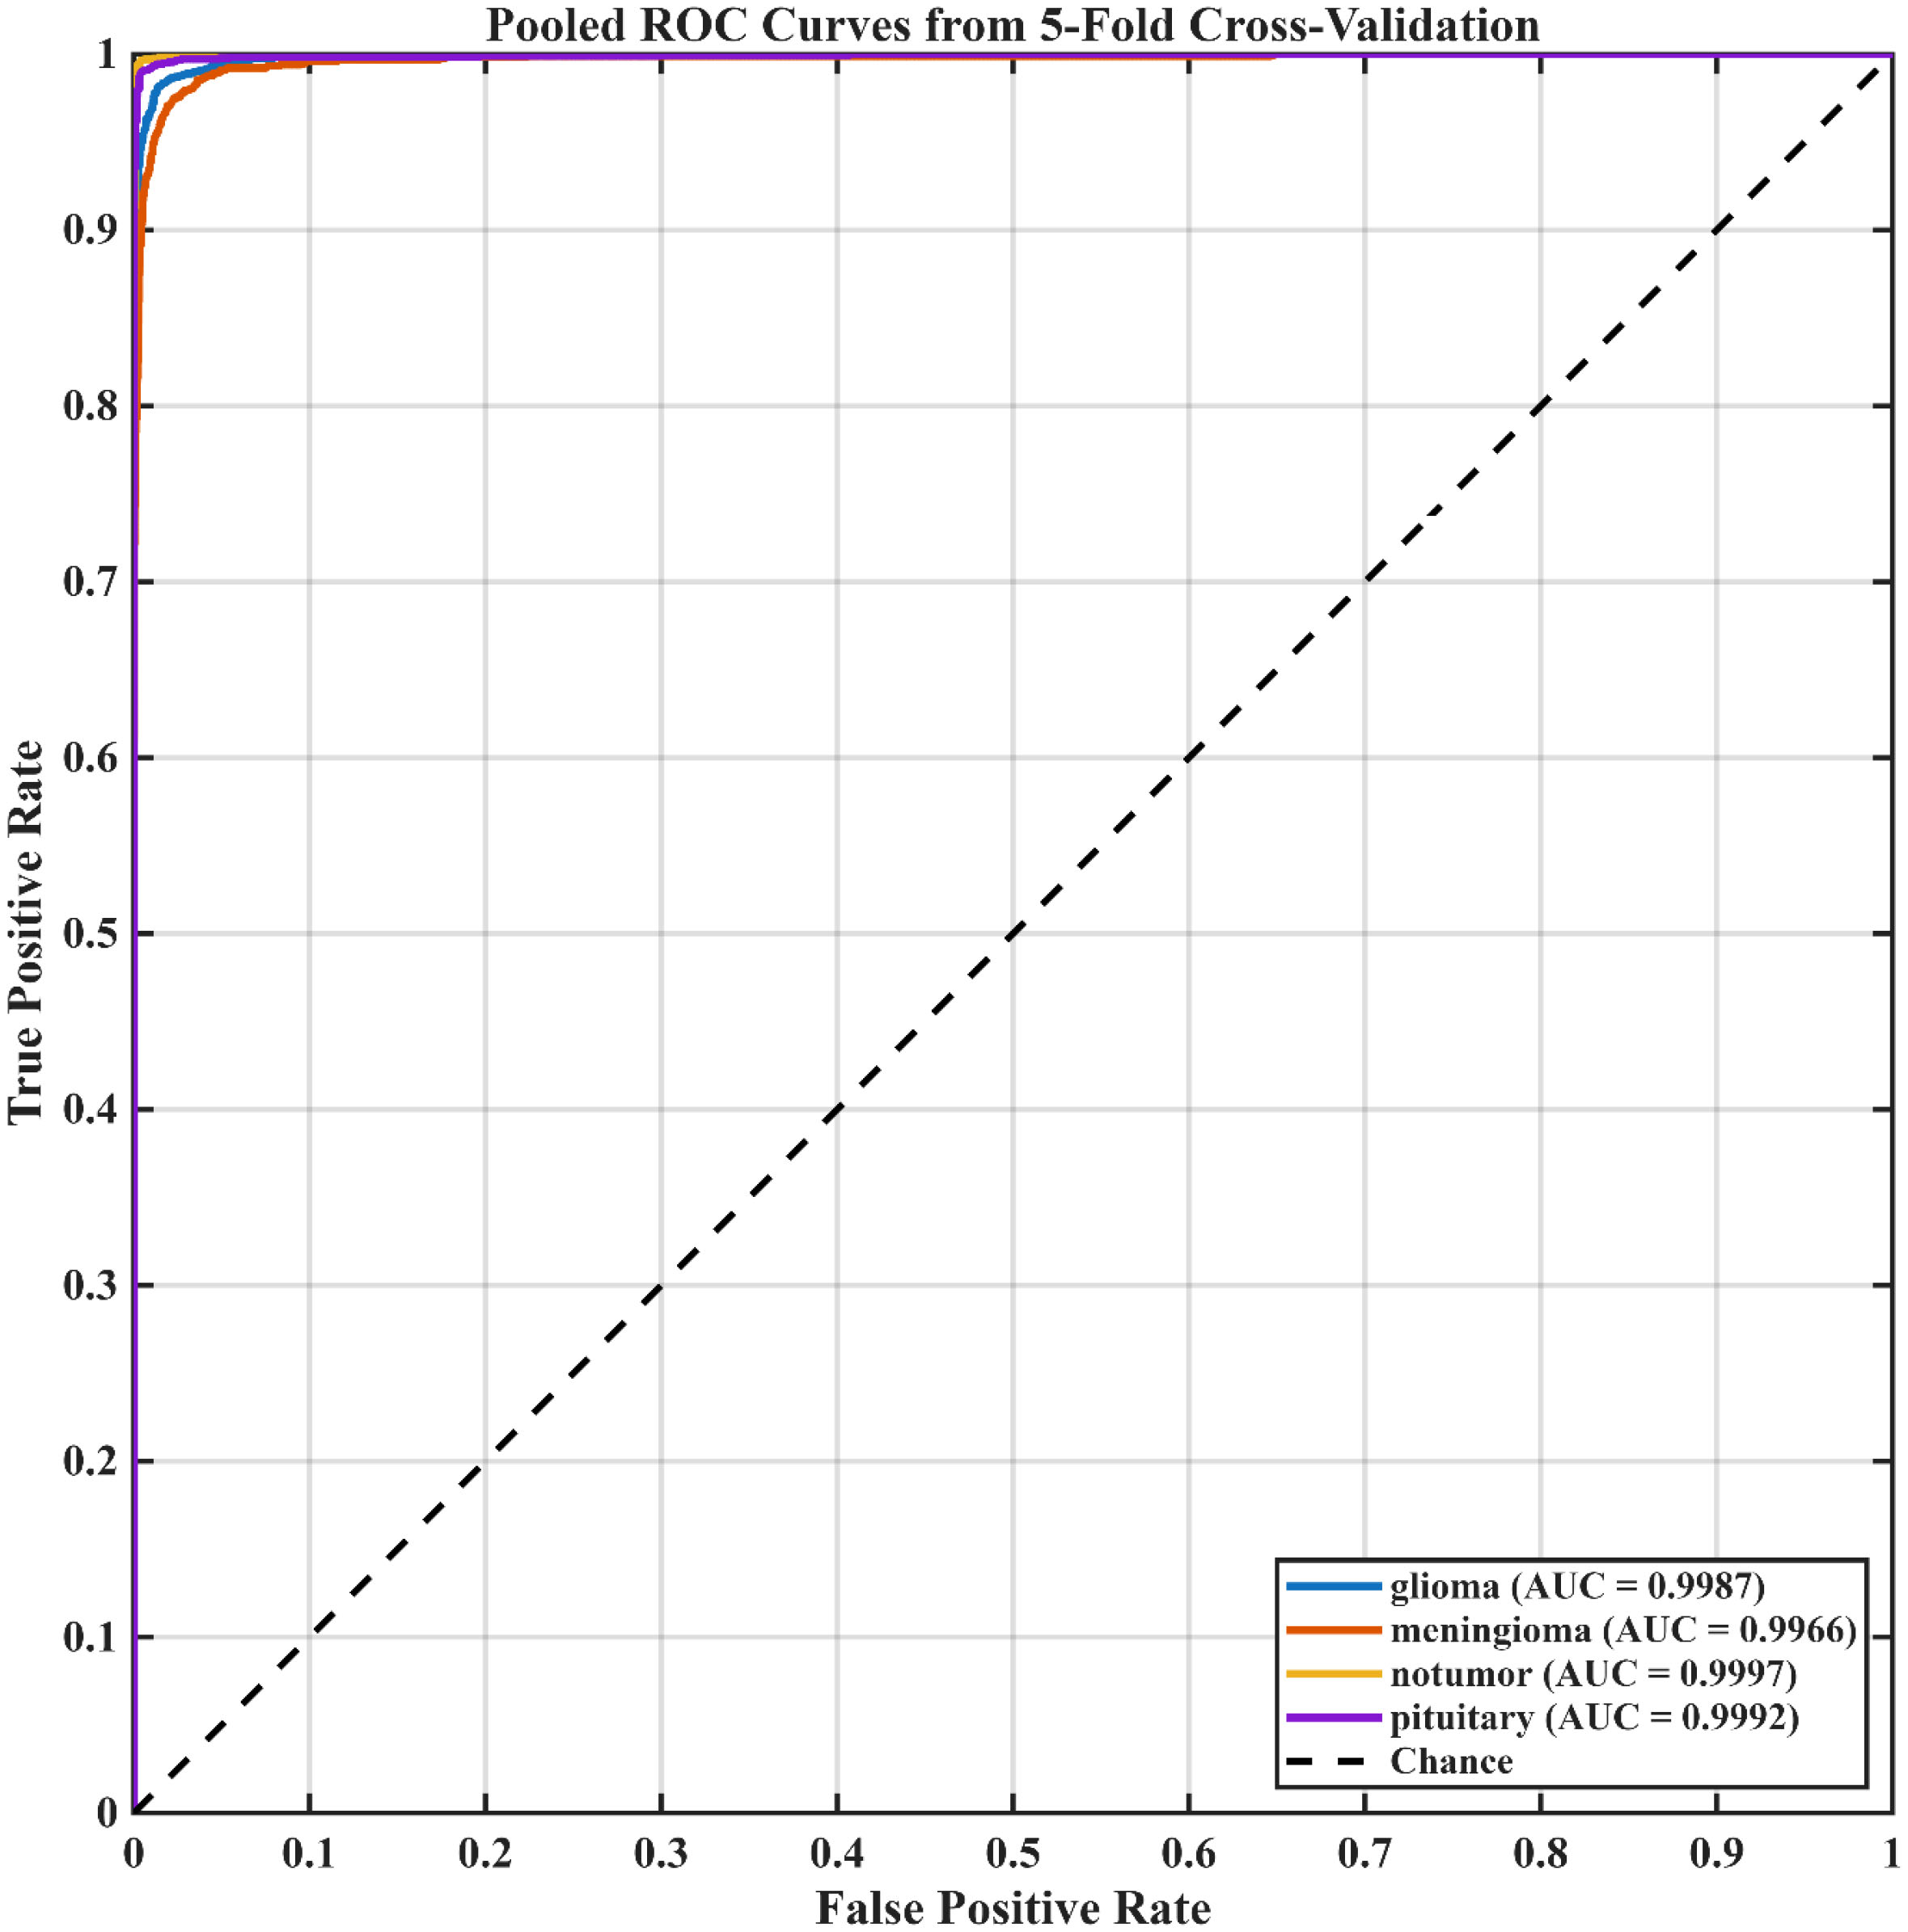 Pooled ROC Curves from 5-Fold Cross-Validation
1
0.9
0.8
0.7
0.6
0.5
0.4
0.3
0.2
0.1
0
True Positive Rate
glioma (AUC = 0.9987)
meningioma (AUC = 0.9966)
notumor (AUC = 0.9997)
pituitary (AUC = 0.9992)
Chance
0 0.1 0.2 0.3 0.4 0.5 0.6 0.7 0.8 0.9 1
False Positive Rate